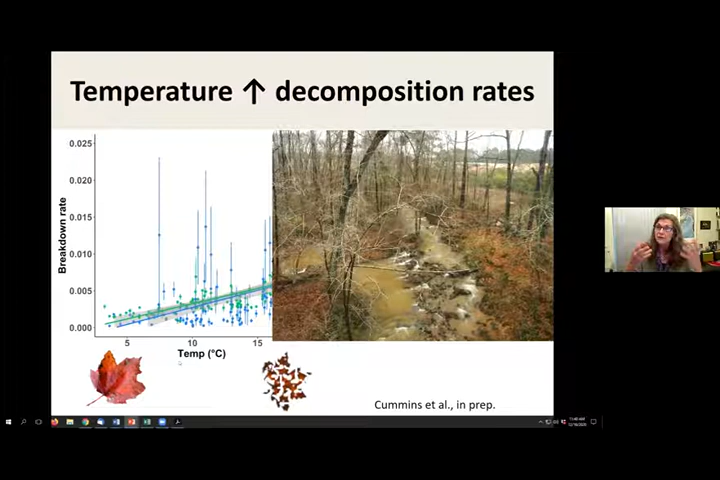 Temperature ↑ decomposition rates
0.025
0.020
0.015
0.010
0.005
0.000
Breakdown rate
5 10 15
Temp (°C)
Cummins et al., in prep.